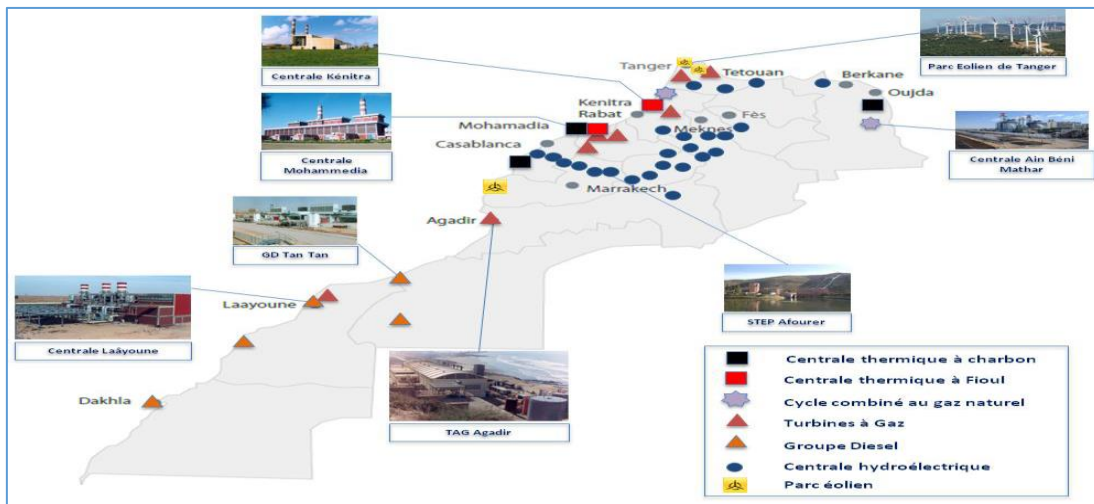 Centrale Kénitra
Centrale
Mohammedia
GD Tan Tan
Centrale Laâyoune
TAG Agadir
Parc Eolien de Tanger
Centrale Ain Béni
Mathar
STEP Afourer
Tanger
Tetouan
Berkane
Oujda
Kenitra
Rabat
Fès
Meknes
Mohamadia
Casablanca
Marrakech
Agadir
Laayoune
Dakhla
Centrale thermique à charbon
Centrale thermique à Fioul
Cycle combiné au gaz naturel
Turbines à Gaz
Groupe Diesel
Centrale hydroélectrique
Parc éolien